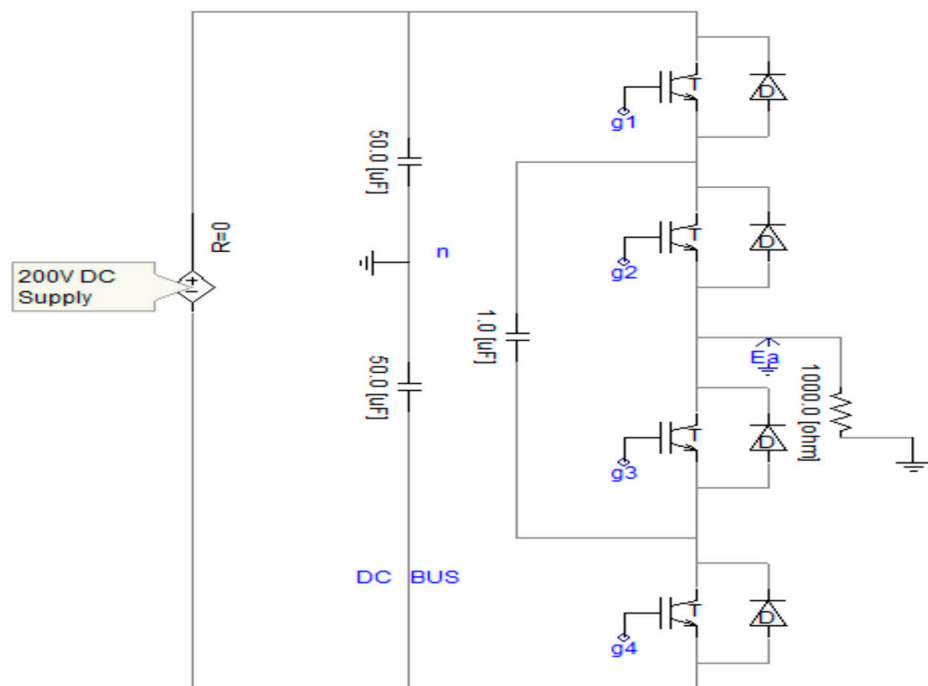 T
D
g1
50.0 [uF]
R=0
T
D
n
g2
200V DC
Supply
1.0 [uF]
Ea
50.0 [uF]
1000.0 [ohm]
T
D
g3
DC BUS
T
D
g4